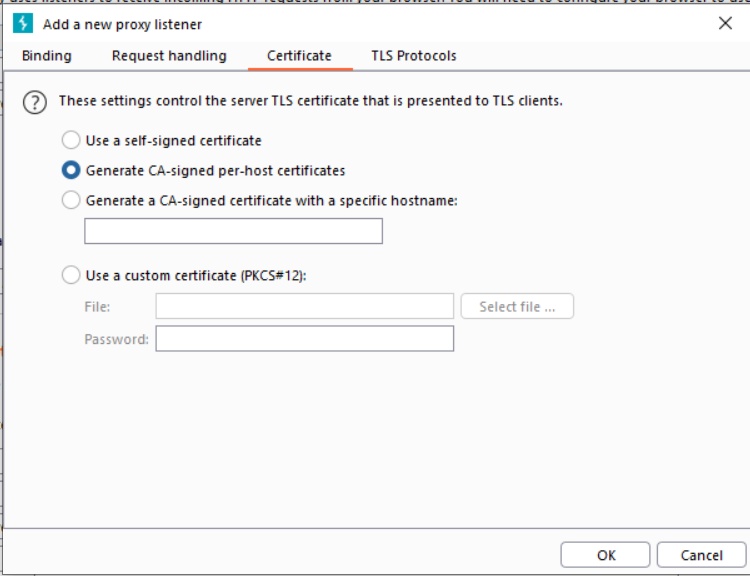 Add a new proxy listener
Binding Request handling Certificate TLS Protocols
These settings control the server TLS certificate that is presented to TLS clients.
Use a self-signed certificate
Generate CA-signed per-host certificates
Generate a CA-signed certificate with a specific hostname:
Use a custom certificate (PKCS#12):
File: Select file ...
Password:
OK Cancel